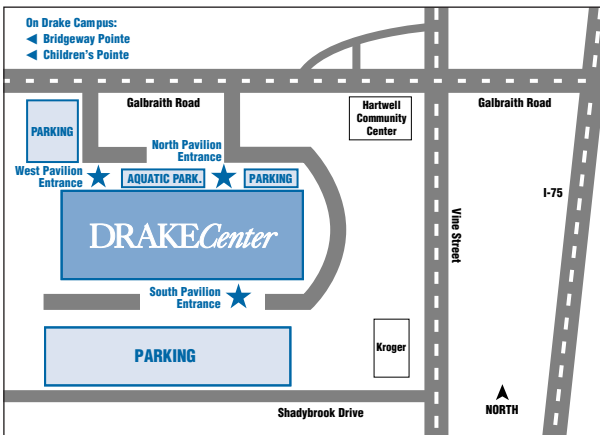 On Drake Campus:
Bridgeway Pointe
Children's Pointe
Galbraith Road
Galbraith Road
Hartwell
Community
Center
PARKING
North Pavilion
Entrance
West Pavilion
Entrance
AQUATIC PARK.
PARKING
I-75
DRAKECenter
Vine Street
South Pavilion
Entrance
PARKING
Kroger
NORTH
Shadybrook Drive